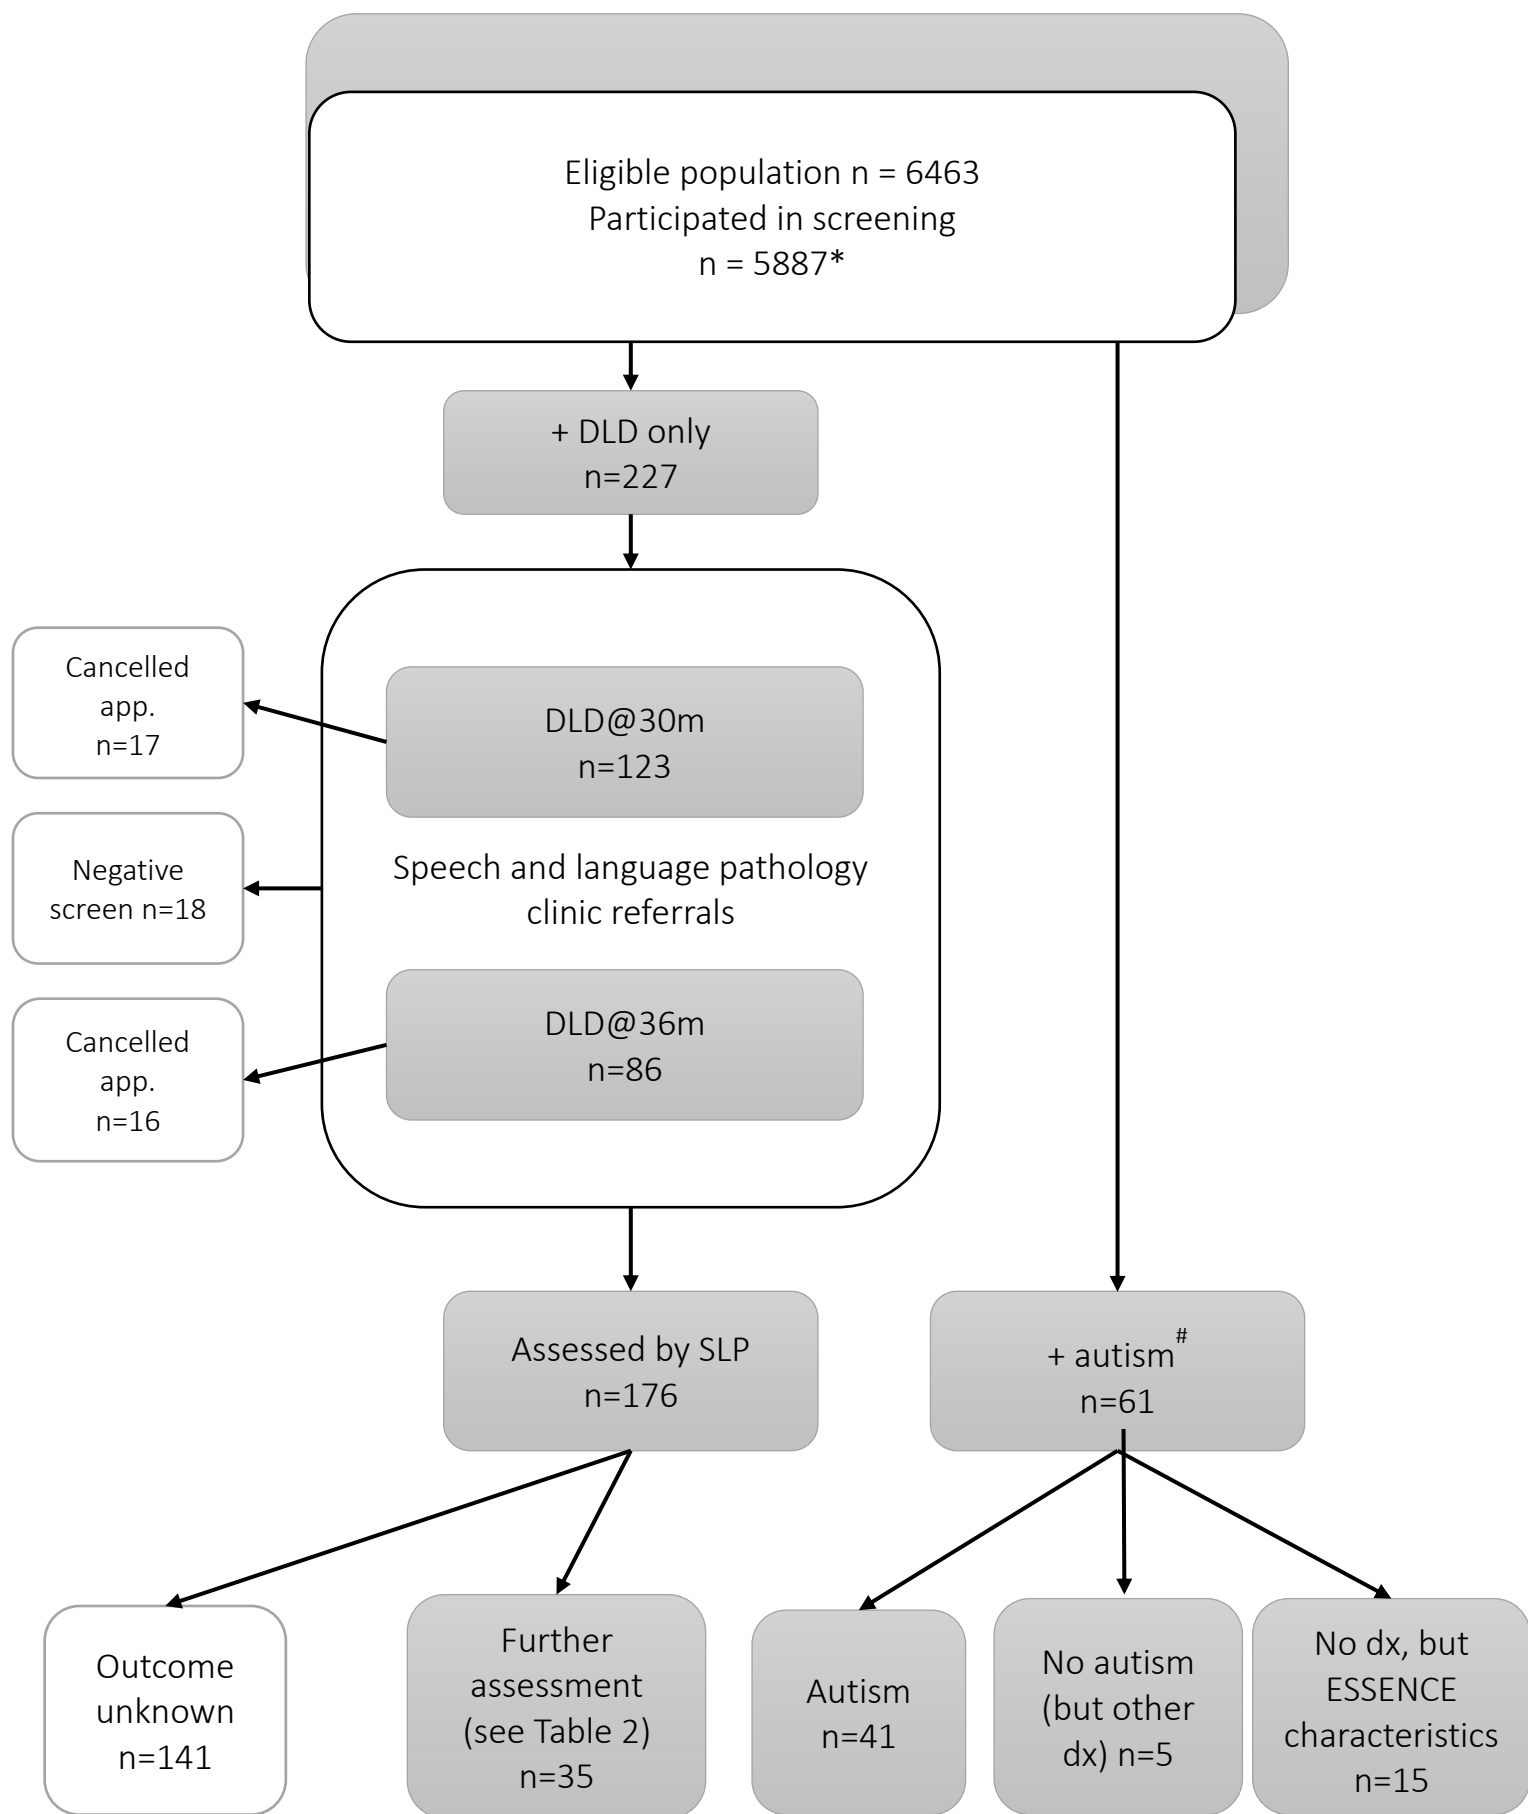 Eligible population n = 6463
Participated in screening
n = 5887*
+ DLD only
n=227
Cancelled
app.
n=17
DLD@30m
n=123
Negative
screen n=18
Speech and language pathology
clinic referrals
Cancelled
app.
n=16
DLD@36m
n=86
Assessed by SLP
n=176
+ autism#
n=61
Outcome
unknown
n=141
Further
assessment
(see Table 2)
n=35
Autism
n=41
No autism
(but other
dx) n=5
No dx, but
ESSENCE
characteristics
n=15